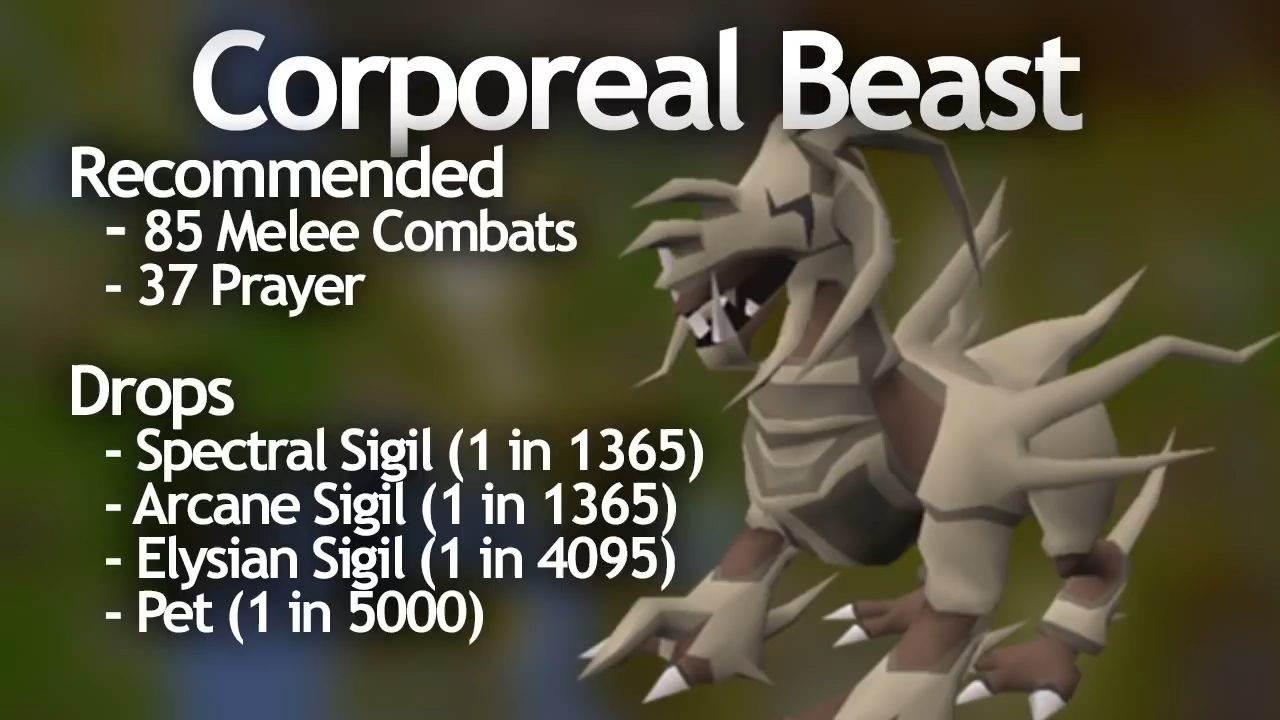 Corporeal Beast
Recommended
- 85 Melee Combats
- 37 Prayer
Drops
- Spectral Sigil (1 in 1365)
- Arcane Sigil (1 in 1365)
- Elysian Sigil (1 in 4095)
- Pet (1 in 5000)